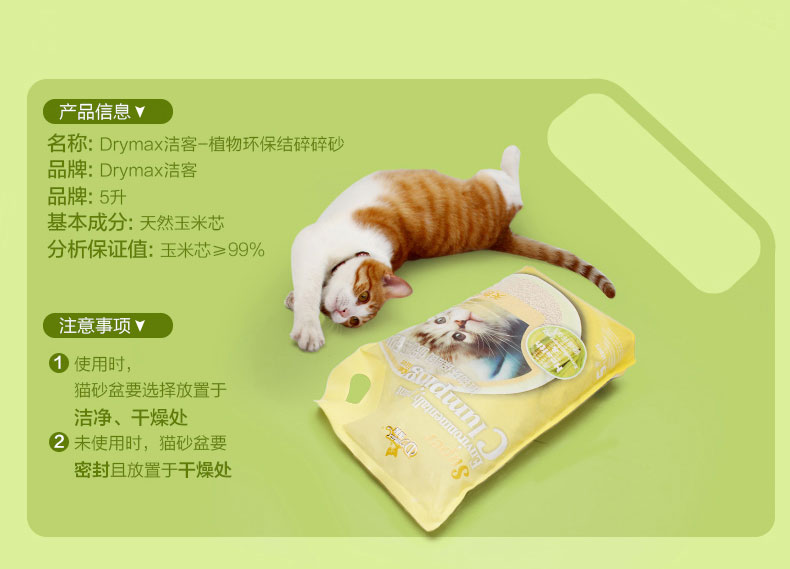 产品信息
名称: Drymax洁客-植物环保结碎碎砂
品牌: Drymax洁客
品牌: 5升
基本成分: 天然玉米芯
分析保证值: 玉米芯≥99%
注意事项
1 使用时，
猫砂盆要选择放置于
洁净、干燥处
2 未使用时，猫砂盆要
密封且放置于干燥处
Clumping